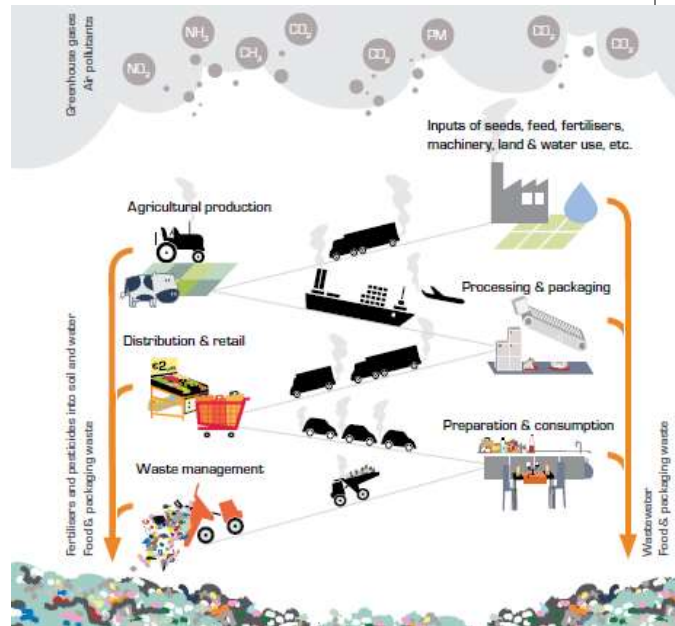 Greenhouse gases
Air pollutants
NO₂
NH₃
CH₄
CO₂
CO₂
PM
CO₂
CO₂
Inputs of seeds, feed, fertilisers,
machinery, land & water use, etc.
Agricultural production
Processing & packaging
Distribution & retail
€2,
Preparation & consumption
Waste management
Fertilisers and pesticides into soil and water
Food & packaging waste
Wastewater
Food & packaging waste